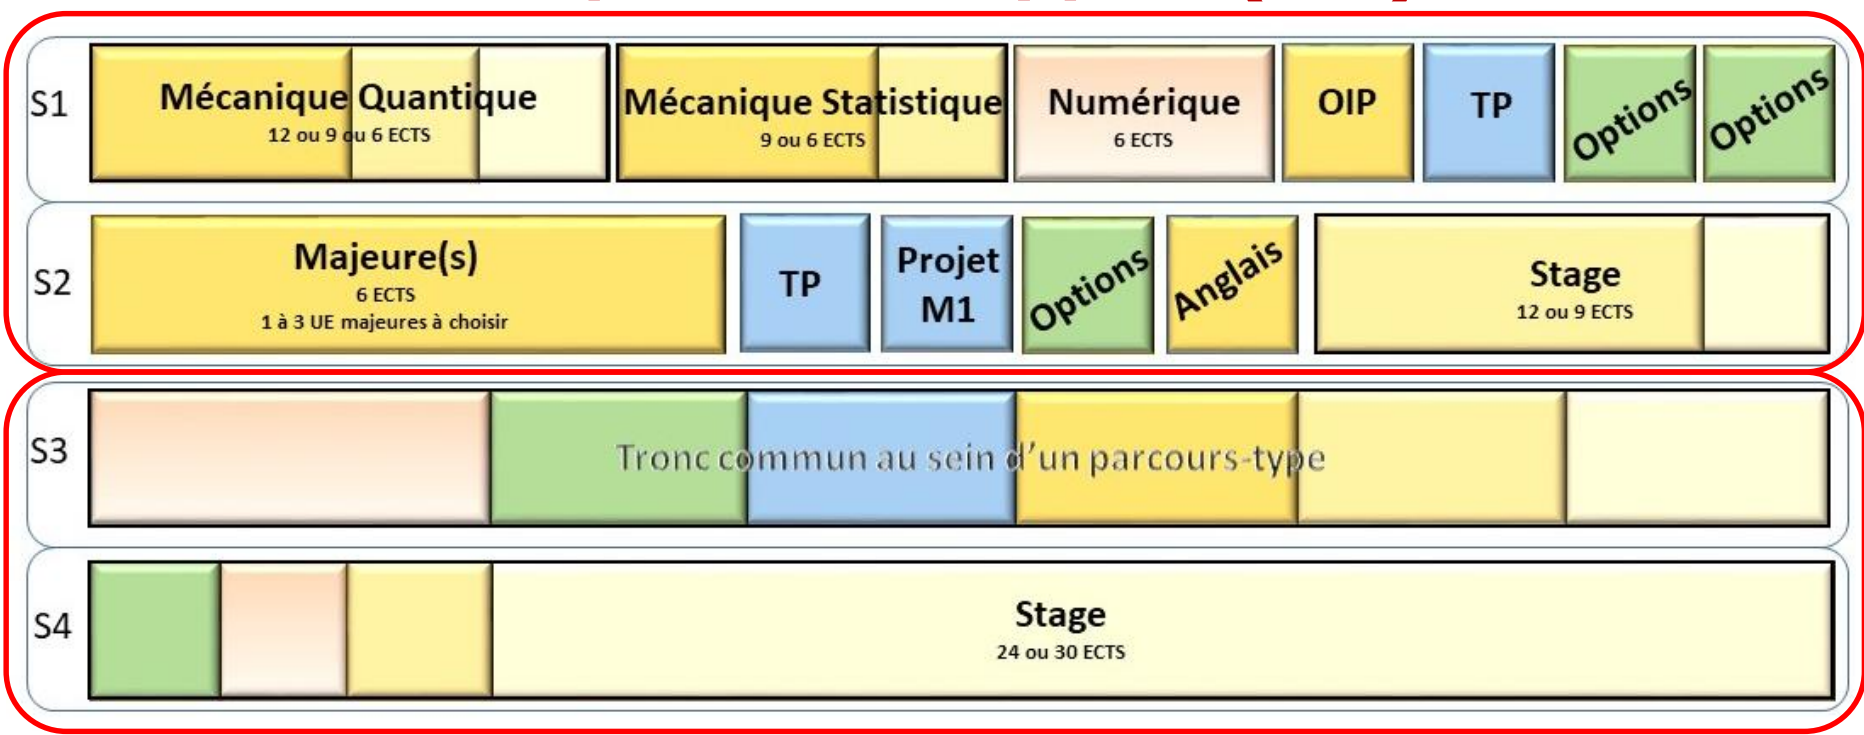 S1
Mécanique Quantique
12 ou 9 ou 6 ECTS
Mécanique Statistique
9 ou 6 ECTS
Numérique
6 ECTS
OIP
TP
Options
Options
S2
Majeure(s)
6 ECTS
1 à 3 UE majeures à choisir
TP
Projet
M1
Options
Anglais
Stage
12 ou 9 ECTS
S3
Tronc commun au sein d'un parcours-type
S4
Stage
24 ou 30 ECTS